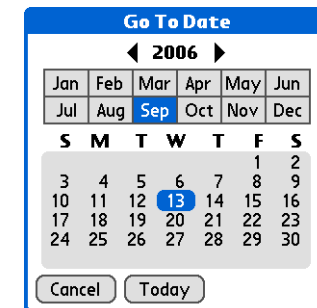 Go To Date
2006
Jan Feb Mar Apr May Jun
Jul Aug Sep Oct Nov Dec
S M T W T F S
1 2
3 4 5 6 7 8 9
10 11 12 13 14 15 16
17 18 19 20 21 22 23
24 25 26 27 28 29 30
Cancel Today